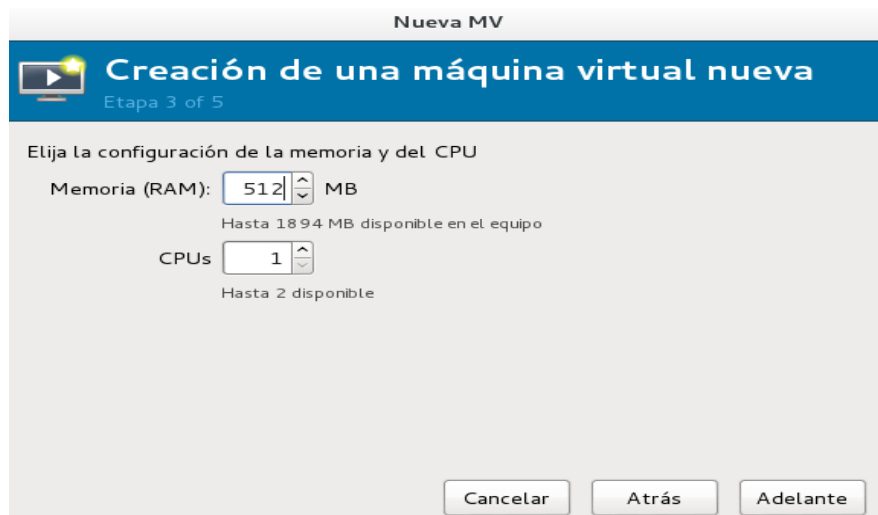 Nueva MV
Creación de una máquina virtual nueva
Etapa 3 of 5
Elija la configuración de la memoria y del CPU
Memoria (RAM): 512 MB
Hasta 1894 MB disponible en el equipo
CPUs 1
Hasta 2 disponible
Cancelar Atrás Adelante